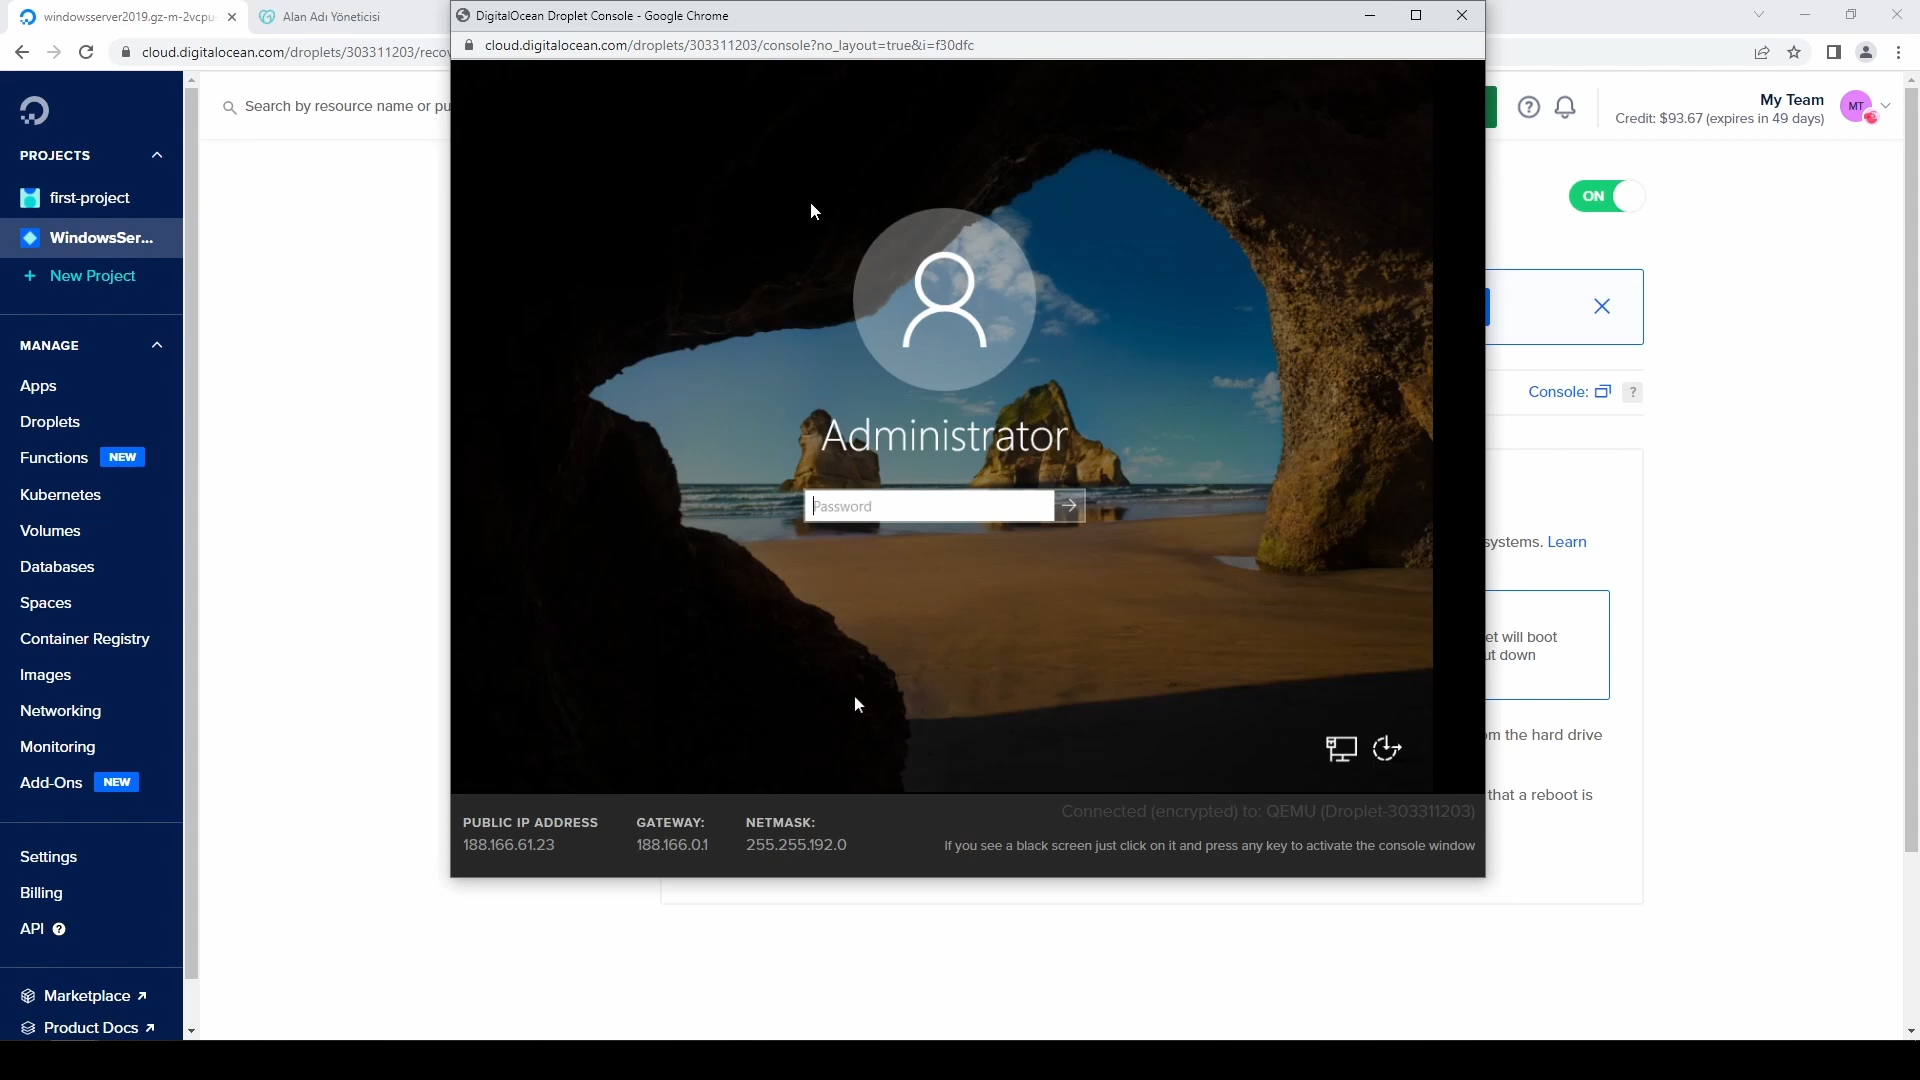 windowsserver2019.gz-m-2vcpu-
Alan Adı Yöneticisi
DigitalOcean Droplet Console - Google Chrome
cloud.digitalocean.com/droplets/303311203/recov
cloud.digitalocean.com/droplets/303311203/console?no_layout=true&i=f30dfc
Search by resource name or pu
My Team
Credit: $93.67 (expires in 49 days)
MT
PROJECTS
first-project
WindowsSer...
+ New Project
MANAGE
Apps
Droplets
Functions NEW
Kubernetes
Volumes
Databases
Spaces
Container Registry
Images
Networking
Monitoring
Add-Ons NEW
Settings
Billing
API ?
Marketplace
Product Docs
ON
Console: ?
systems. Learn
et will boot
ut down
om the hard drive
that a reboot is
Administrator
Password
Connected (encrypted) to: QEMU (Droplet-303311203)
PUBLIC IP ADDRESS
188.166.61.23
GATEWAY:
188.166.0.1
NETMASK:
255.255.192.0
If you see a black screen just click on it and press any key to activate the console window